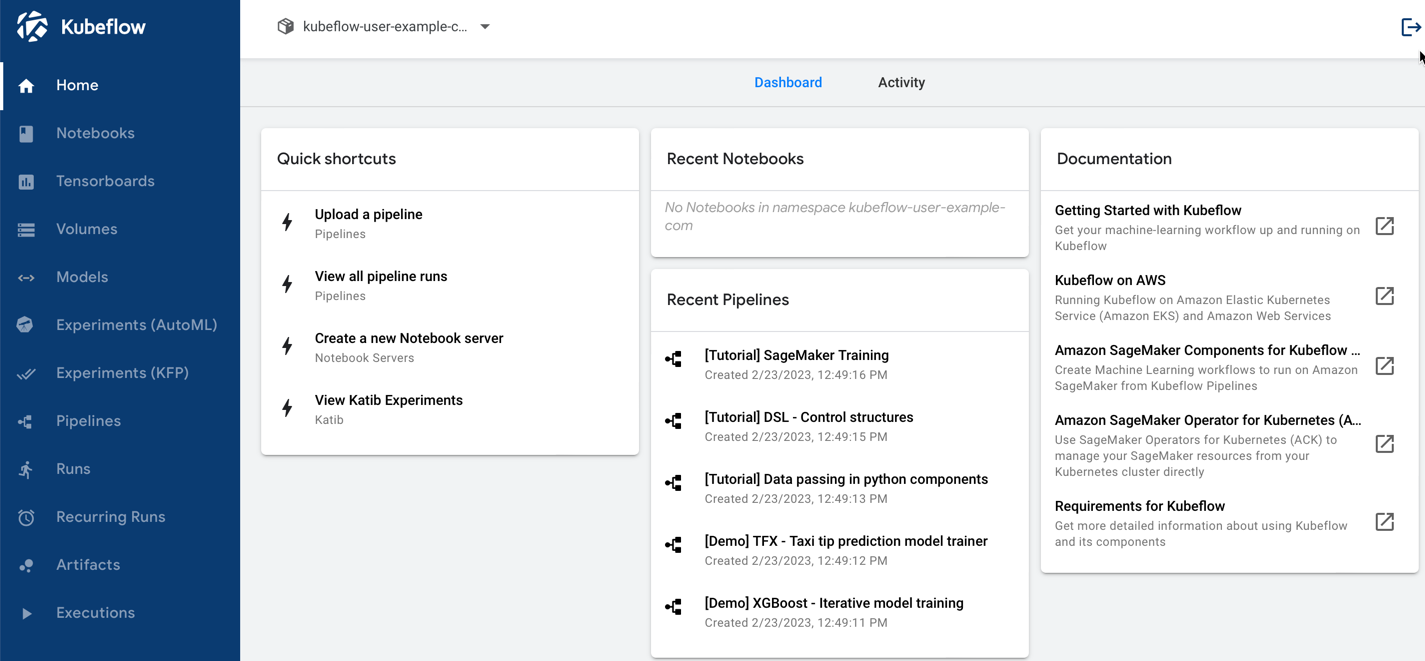 Kubeflow
kubeflow-user-example-c...
Home
Notebooks
Tensorboards
Volumes
Models
Experiments (AutoML)
Experiments (KFP)
Pipelines
Runs
Recurring Runs
Artifacts
Executions
Dashboard
Activity
Quick shortcuts
Upload a pipeline
Pipelines
View all pipeline runs
Pipelines
Create a new Notebook server
Notebook Servers
View Katib Experiments
Katib
Recent Notebooks
No Notebooks in namespace kubeflow-user-example-
com
Recent Pipelines
[Tutorial] SageMaker Training
Created 2/23/2023, 12:49:16 PM
[Tutorial] DSL - Control structures
Created 2/23/2023, 12:49:15 PM
[Tutorial] Data passing in python components
Created 2/23/2023, 12:49:13 PM
[Demo] TFX - Taxi tip prediction model trainer
Created 2/23/2023, 12:49:12 PM
[Demo] XGBoost - Iterative model training
Created 2/23/2023, 12:49:11 PM
Documentation
Getting Started with Kubeflow
Get your machine-learning workflow up and running on
Kubeflow
Kubeflow on AWS
Running Kubeflow on Amazon Elastic Kubernetes
Service (Amazon EKS) and Amazon Web Services
Amazon SageMaker Components for Kubeflow ...
Create Machine Learning workflows to run on Amazon
SageMaker from Kubeflow Pipelines
Amazon SageMaker Operator for Kubernetes (A...
Use SageMaker Operators for Kubernetes (ACK) to
manage your SageMaker resources from your
Kubernetes cluster directly
Requirements for Kubeflow
Get more detailed information about using Kubeflow
and its components